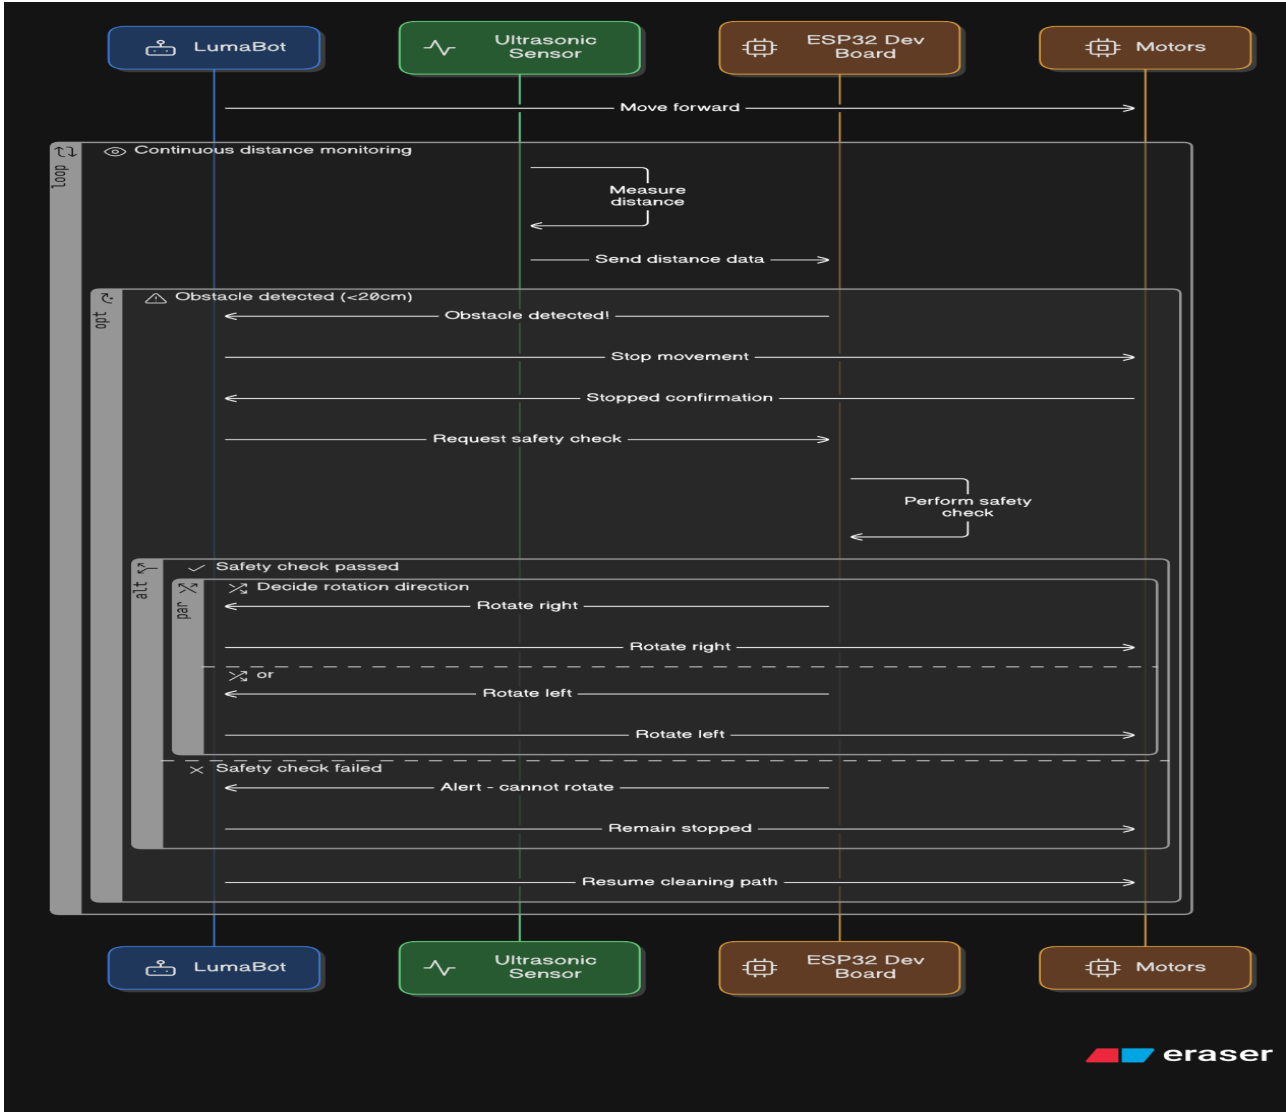 LumaBot
Ultrasonic
Sensor
ESP32 Dev
Board
Motors
Move forward
loop
Continuous distance monitoring
Measure
distance
Send distance data
opt
Obstacle detected (<20cm)
Obstacle detected!
Stop movement
Stopped confirmation
Request safety check
Perform safety
check
alt
Safety check passed
par
Decide rotation direction
Rotate right
Rotate right
or
Rotate left
Rotate left
Safety check failed
Alert - cannot rotate
Remain stopped
Resume cleaning path
LumaBot
Ultrasonic
Sensor
ESP32 Dev
Board
Motors
eraser